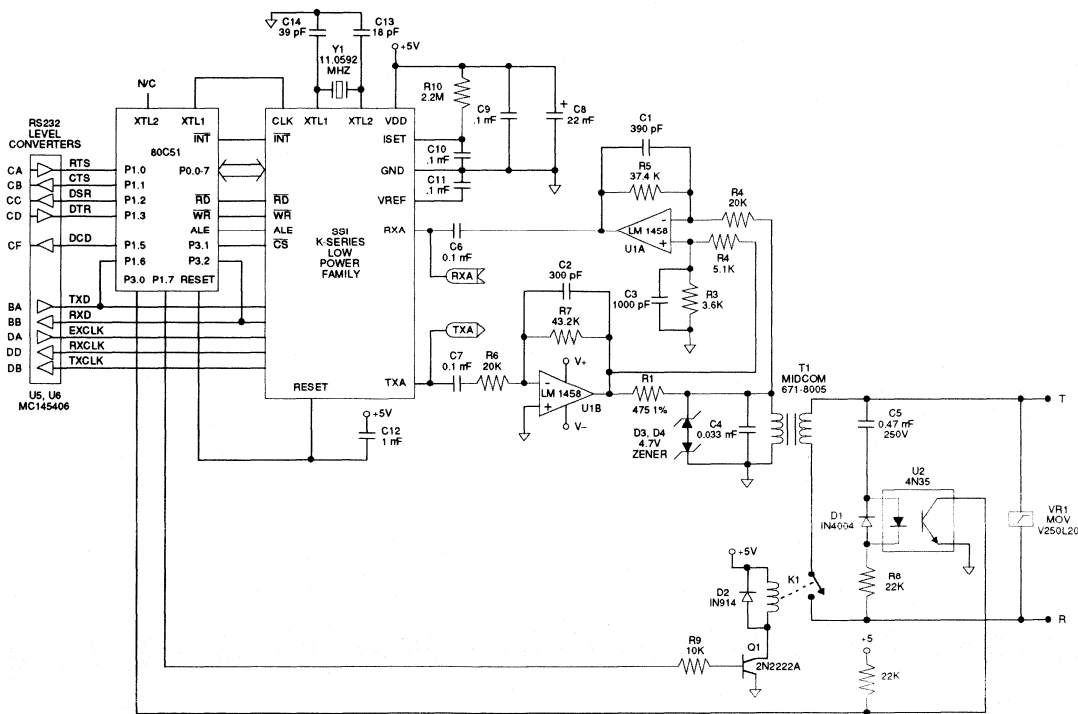 C14
39 pF
C13
18 pF
Y1
11.0592
MHZ
+5V
N/C
R10
2.2M
C9
.1 mF
+
C8
22 mF
XTL2 XTL1
CLK XTL1 XTL2 VDD
RS232
LEVEL
CONVERTERS
INT
INT
ISET
C1
390 pF
80C51
C10
.1 mF
CA RTS P1.0
P0.0-7
GND
R5
37.4 K
CB CTS P1.1
C11
.1 mF
CC DSR P1.2
RD
RD
VREF
R4
20K
CD DTR P1.3
WR
WR
ALE
ALE
SSI
K-SERIES
LOW
POWER
FAMILY
RXA
-
+
LM 1458
U1A
CF DCD P1.5
P3.1
CS
C6
0.1 mF
R4
5.1K
P1.6
P3.2
RXA
C2
300 pF
C3
1000 pF
R3
3.6K
P3.0 P1.7 RESET
BA TXD
BB RXD
DA EXCLK
DD RXCLK
DB TXCLK
TXA
R7
43.2K
C7
0.1 mF
R6
20K
V+
T1
MIDCOM
671-8005
RESET
TXA
-
+
LM 1458
U1B
V–
R1
475 1%
T
U5, U6
MC145406
+5V
C12
1 mF
D3, D4
4.7V
ZENER
C4
0.033 mF
C5
0.47 mF
250V
U2
4N35
D1
IN4004
VR1
MOV
V250L20
+5V
K1
D2
IN914
R8
22K
R
R9
10K
Q1
2N2222A
+5
22K